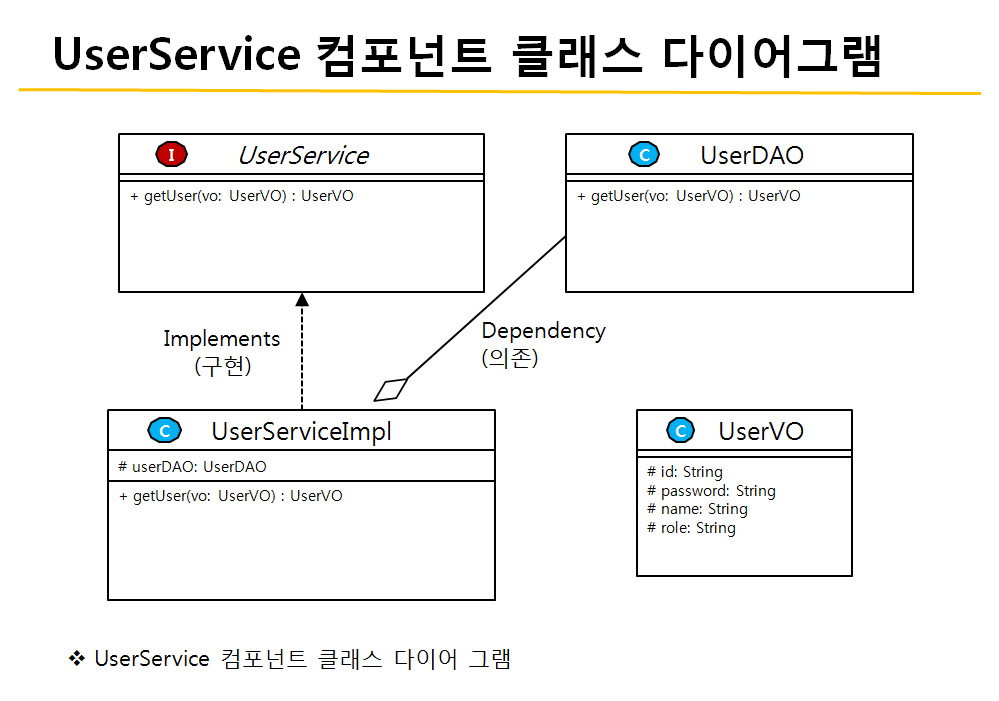 UserService 컴포넌트 클래스 다이어그램
I UserService
+ getUser(vo: UserVO) : UserVO
C UserDAO
+ getUser(vo: UserVO) : UserVO
Implements
(구현)
Dependency
(의존)
C UserServiceImpl
# userDAO: UserDAO
+ getUser(vo: UserVO) : UserVO
C UserVO
# id: String
# password: String
# name: String
# role: String
❖ UserService 컴포넌트 클래스 다이어 그램